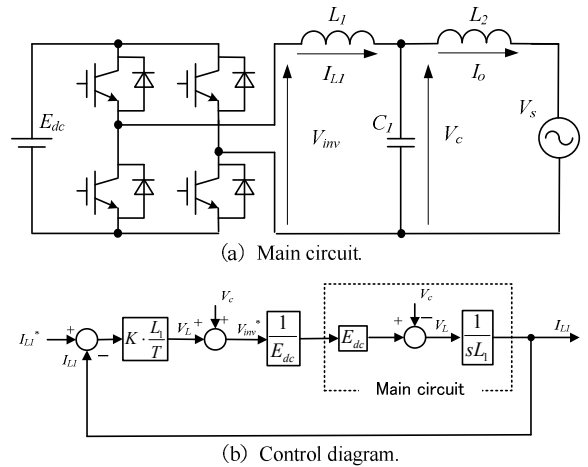 L1
L2
IL1
Io
Edc
Vinv
C1
Vc
Vs
(a) Main circuit.
Vc
Vc
IL1*
+
IL1
−
K · L1/T
VL
+
+
Vinv*
1/Edc
Edc
+
−
VL
1/sL1
IL1
Main circuit
(b) Control diagram.